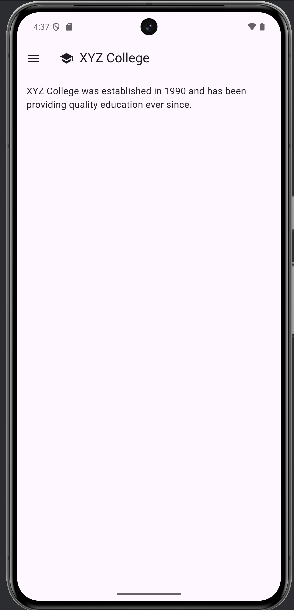 4:37
XYZ College
XYZ College was established in 1990 and has been
providing quality education ever since.